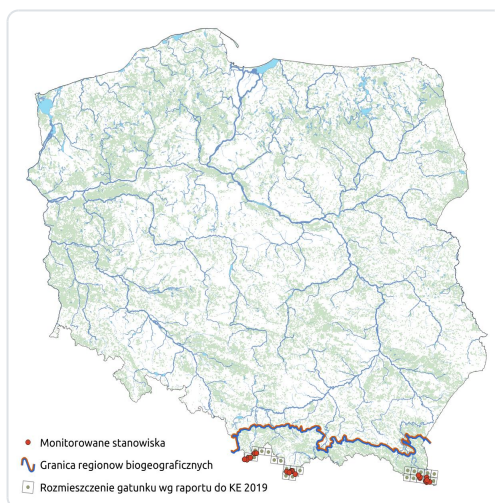 Monitorowane stanowiska
Granica regionow biogeograficznych
Rozmieszczenie gatunku wg raportu do KE 2019